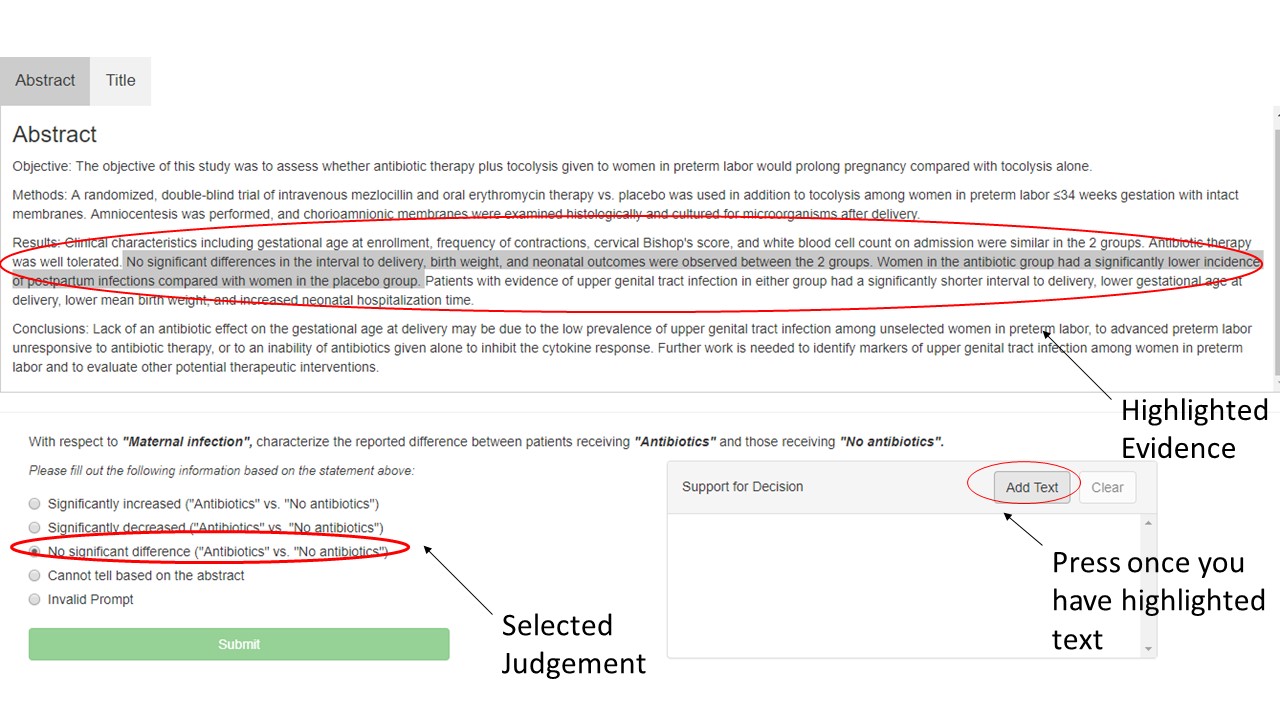 Abstract
Title
Abstract
Objective: The objective of this study was to assess whether antibiotic therapy plus tocolysis given to women in preterm labor would prolong pregnancy compared with tocolysis alone.
Methods: A randomized, double-blind trial of intravenous mezlocillin and oral erythromycin therapy vs. placebo was used in addition to tocolysis among women in preterm labor ≤34 weeks gestation with intact
membranes. Amniocentesis was performed, and chorioamnionic membranes were examined histologically and cultured for microorganisms after delivery.
Results: Clinical characteristics including gestational age at enrollment, frequency of contractions, cervical Bishop's score, and white blood cell count on admission were similar in the 2 groups. Antibiotic therapy
was well tolerated. No significant differences in the interval to delivery, birth weight, and neonatal outcomes were observed between the 2 groups. Women in the antibiotic group had a significantly lower incidence
of postpartum infections compared with women in the placebo group. Patients with evidence of upper genital tract infection in either group had a significantly shorter interval to delivery, lower gestational age at
delivery, lower mean birth weight, and increased neonatal hospitalization time.
Conclusions: Lack of an antibiotic effect on the gestational age at delivery may be due to the low prevalence of upper genital tract infection among unselected women in preterm labor, to advanced preterm labor
unresponsive to antibiotic therapy, or to an inability of antibiotics given alone to inhibit the cytokine response. Further work is needed to identify markers of upper genital tract infection among women in preterm
labor and to evaluate other potential therapeutic interventions.
Highlighted
Evidence
With respect to "Maternal infection", characterize the reported difference between patients receiving "Antibiotics" and those receiving "No antibiotics".
Please fill out the following information based on the statement above:
Significantly increased ("Antibiotics" vs. "No antibiotics")
Significantly decreased ("Antibiotics" vs. "No antibiotics")
No significant difference ("Antibiotics" vs. "No antibiotics")
Cannot tell based on the abstract
Invalid Prompt
Submit
Selected
Judgement
Support for Decision
Add Text
Clear
Press once you
have highlighted
text